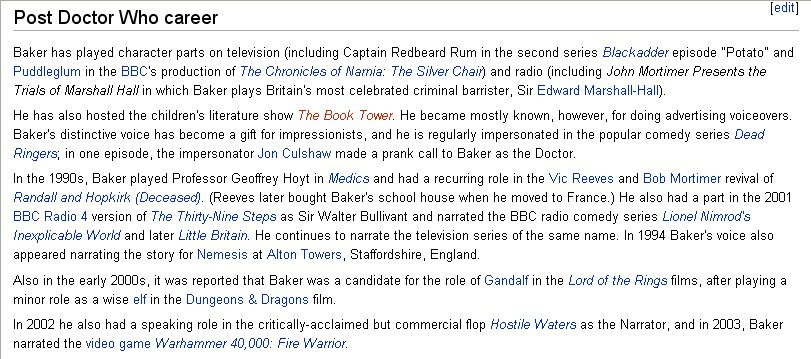 Post Doctor Who career
[edit]
Baker has played character parts on television (including Captain Redbeard Rum in the second series Blackadder episode "Potato" and
Puddleglum in the BBC's production of The Chronicles of Narnia: The Silver Chair) and radio (including John Mortimer Presents the
Trials of Marshall Hall in which Baker plays Britain's most celebrated criminal barrister, Sir Edward Marshall-Hall).
He has also hosted the children's literature show The Book Tower. He became mostly known, however, for doing advertising voiceovers.
Baker's distinctive voice has become a gift for impressionists, and he is regularly impersonated in the popular comedy series Dead
Ringers; in one episode, the impersonator Jon Culshaw made a prank call to Baker as the Doctor.
In the 1990s, Baker played Professor Geoffrey Hoyt in Medics and had a recurring role in the Vic Reeves and Bob Mortimer revival of
Randall and Hopkirk (Deceased). (Reeves later bought Baker's school house when he moved to France.) He also had a part in the 2001
BBC Radio 4 version of The Thirty-Nine Steps as Sir Walter Bullivant and narrated the BBC radio comedy series Lionel Nimrod's
Inexplicable World and later Little Britain. He continues to narrate the television series of the same name. In 1994 Baker's voice also
appeared narrating the story for Nemesis at Alton Towers, Staffordshire, England.
Also in the early 2000s, it was reported that Baker was a candidate for the role of Gandalf in the Lord of the Rings films, after playing a
minor role as a wise elf in the Dungeons & Dragons film.
In 2002 he also had a speaking role in the critically-acclaimed but commercial flop Hostile Waters as the Narrator, and in 2003, Baker
narrated the video game Warhammer 40,000: Fire Warrior.